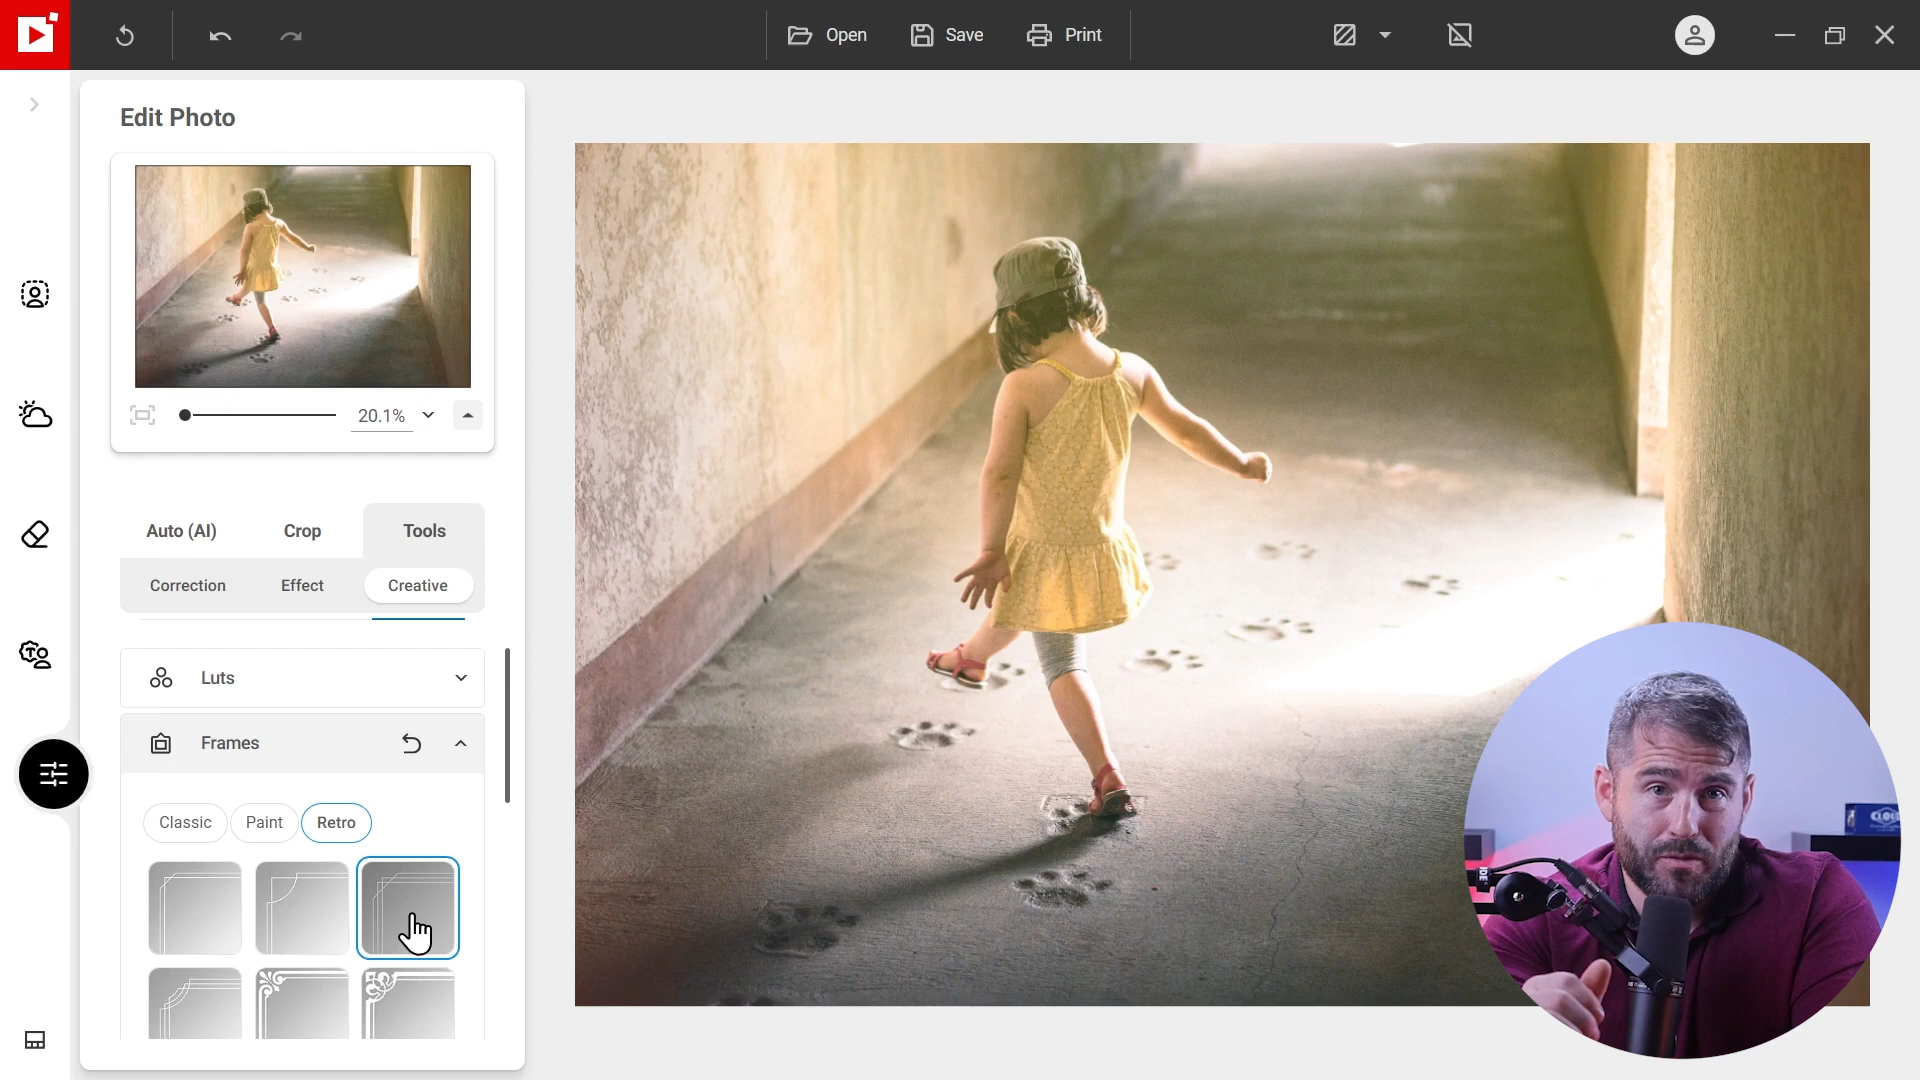 Open
Save
Print
Edit Photo
20.1%
Auto (AI)
Crop
Tools
Correction
Effect
Creative
Luts
Frames
Classic
Paint
Retro